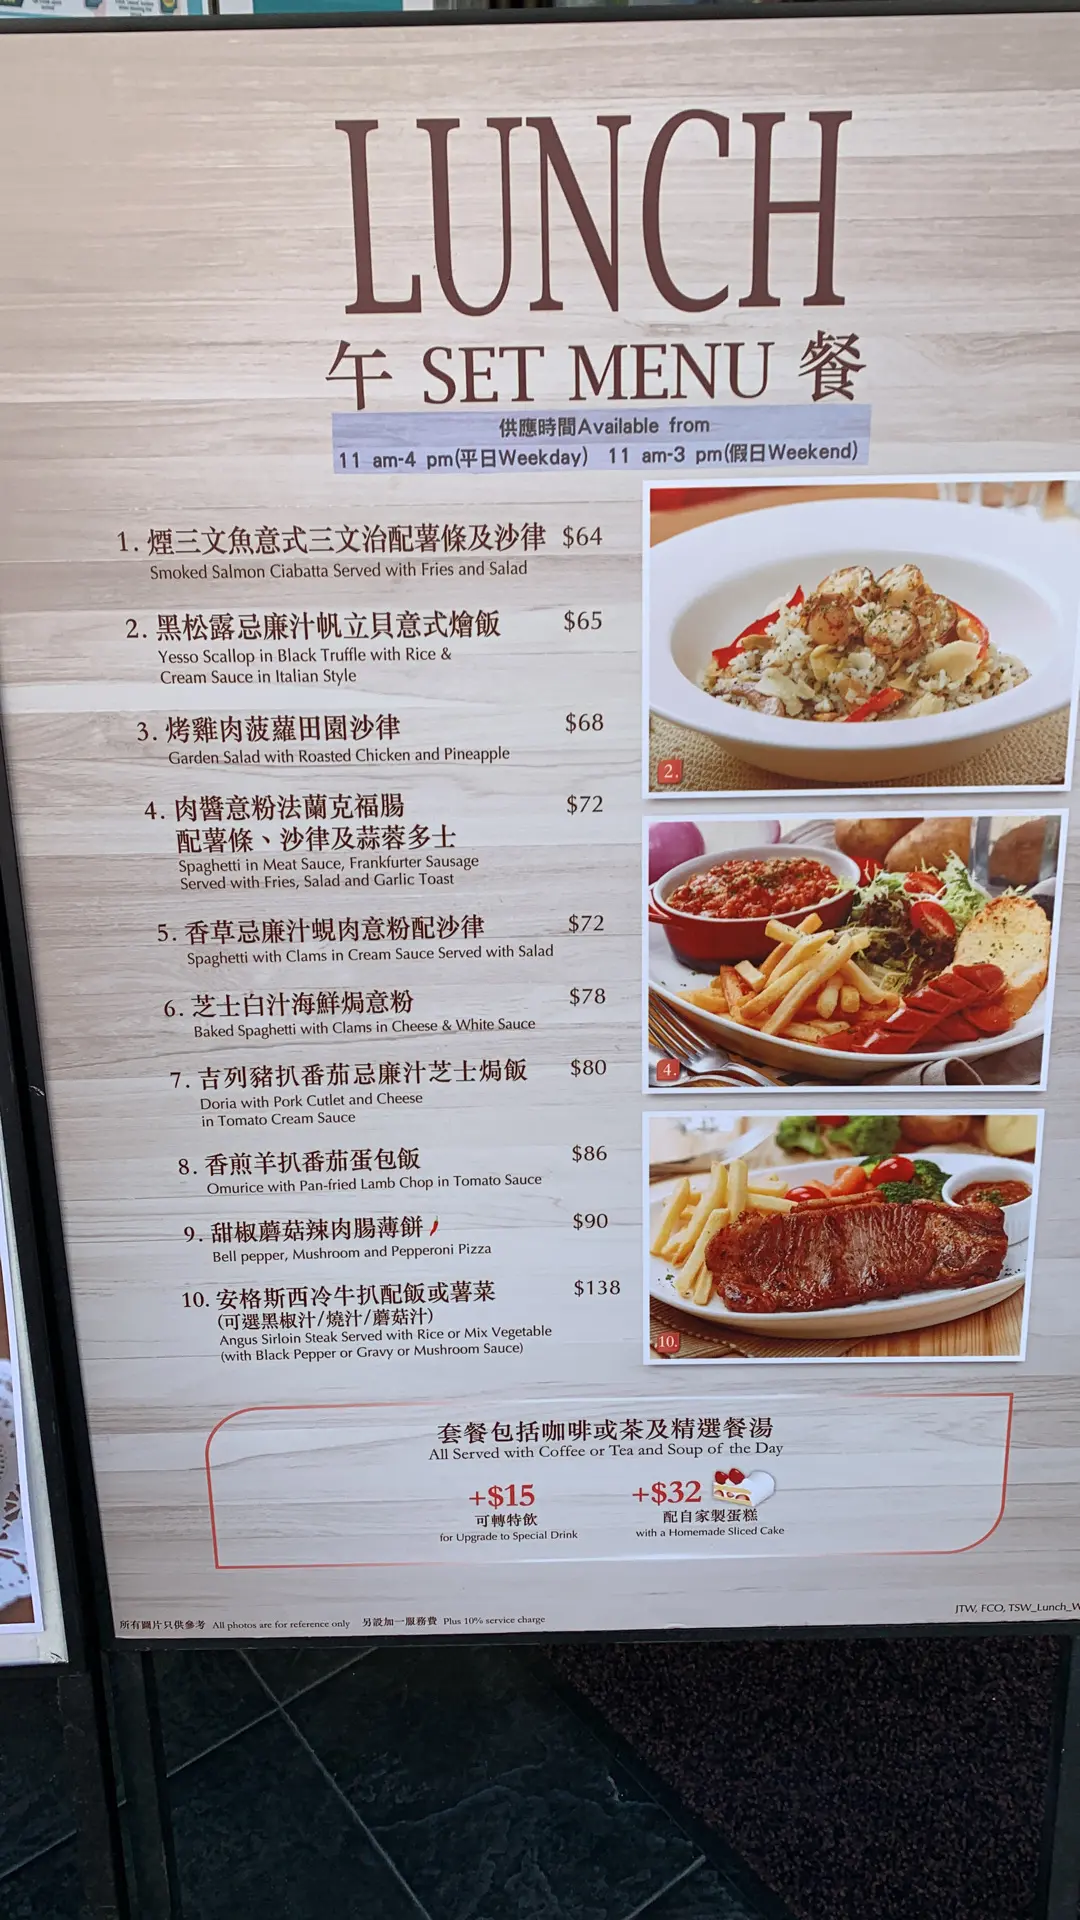 LUNCH
午 SET MENU 餐
供應時間Available from
11 am-4 pm(平日Weekday) 11 am-3 pm(假日Weekend)
1. 煙三文魚意式三文治配薯條及沙律 $64
Smoked Salmon Ciabatta Served with Fries and Salad
2. 黑松露忌廉汁帆立貝意式燴飯 $65
Yesso Scallop in Black Truffle with Rice &
Cream Sauce in Italian Style
3. 烤雞肉菠蘿田園沙律 $68
Garden Salad with Roasted Chicken and Pineapple
4. 肉醬意粉法蘭克福腸 $72
配薯條、沙律及蒜蓉多士
Spaghetti in Meat Sauce, Frankfurter Sausage
Served with Fries, Salad and Garlic Toast
5. 香草忌廉汁蜆肉意粉配沙律 $72
Spaghetti with Clams in Cream Sauce Served with Salad
6. 芝士白汁海鮮焗意粉 $78
Baked Spaghetti with Clams in Cheese & White Sauce
7. 吉列豬扒番茄忌廉汁芝士焗飯 $80
Doria with Pork Cutlet and Cheese
in Tomato Cream Sauce
8. 香煎羊扒番茄蛋包飯 $86
Omurice with Pan-fried Lamb Chop in Tomato Sauce
9. 甜椒蘑菇辣肉腸薄餅 $90
Bell pepper, Mushroom and Pepperoni Pizza
10. 安格斯西冷牛扒配飯或薯菜 $138
(可選黑椒汁/燒汁/蘑菇汁)
Angus Sirloin Steak Served with Rice or Mix Vegetable
(with Black Pepper or Gravy or Mushroom Sauce)
2.
4.
10.
套餐包括咖啡或茶及精選餐湯
All Served with Coffee or Tea and Soup of the Day
+$15 +$32
可轉特飲 配自家製蛋糕
for Upgrade to Special Drink with a Homemade Sliced Cake
所有圖片只供參考 All photos are for reference only 另設加一服務費 Plus 10% service charge
JTW, FCO, TSW_Lunch_W